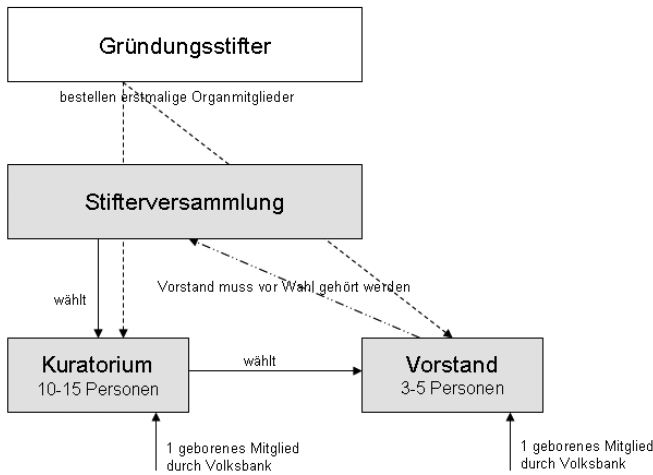 Gründungsstifter
bestellen erstmalige Organmitglieder
Stifterversammlung
wählt
Vorstand muss vor Wahl gehört werden
Kuratorium
10-15 Personen
wählt
Vorstand
3-5 Personen
1 geborenes Mitglied
durch Volksbank
1 geborenes Mitglied
durch Volksbank